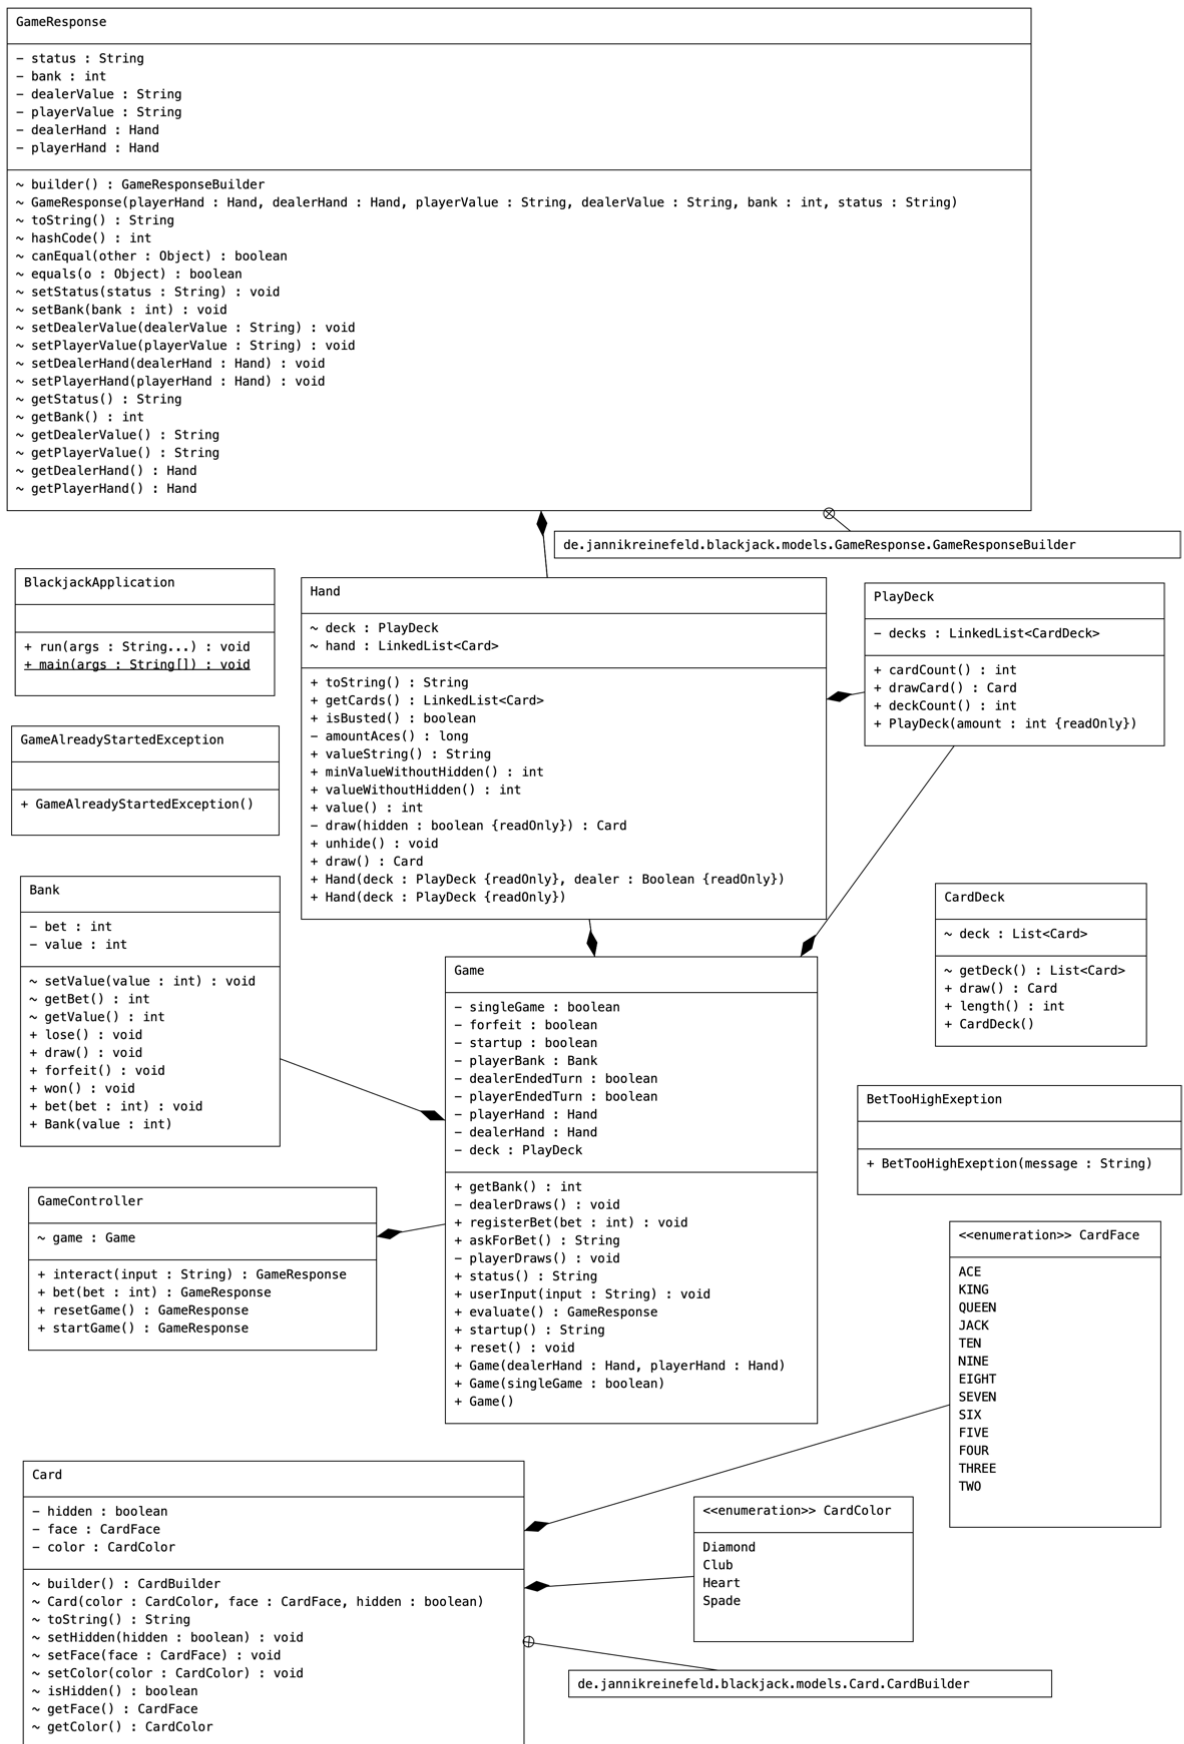 GameResponse
– status : String
– bank : int
– dealerValue : String
– playerValue : String
– dealerHand : Hand
– playerHand : Hand
~ builder() : GameResponseBuilder
~ GameResponse(playerHand : Hand, dealerHand : Hand, playerValue : String, dealerValue : String, bank : int, status : String)
~ toString() : String
~ hashCode() : int
~ canEqual(other : Object) : boolean
~ equals(o : Object) : boolean
~ setStatus(status : String) : void
~ setBank(bank : int) : void
~ setDealerValue(dealerValue : String) : void
~ setPlayerValue(playerValue : String) : void
~ setDealerHand(dealerHand : Hand) : void
~ setPlayerHand(playerHand : Hand) : void
~ getStatus() : String
~ getBank() : int
~ getDealerValue() : String
~ getPlayerValue() : String
~ getDealerHand() : Hand
~ getPlayerHand() : Hand
de.jannikreinefeld.blackjack.models.GameResponse.GameResponseBuilder
BlackjackApplication
+ run(args : String...) : void
+ main(args : String[]) : void
Hand
~ deck : PlayDeck
~ hand : LinkedList<Card>
+ toString() : String
+ getCards() : LinkedList<Card>
+ isBusted() : boolean
– amountAces() : long
+ valueString() : String
+ minValueWithoutHidden() : int
+ valueWithoutHidden() : int
+ value() : int
– draw(hidden : boolean {readOnly}) : Card
+ unhide() : void
+ draw() : Card
+ Hand(deck : PlayDeck {readOnly}, dealer : Boolean {readOnly})
+ Hand(deck : PlayDeck {readOnly})
PlayDeck
– decks : LinkedList<CardDeck>
+ cardCount() : int
+ drawCard() : Card
+ deckCount() : int
+ PlayDeck(amount : int {readOnly})
GameAlreadyStartedException
+ GameAlreadyStartedException()
Bank
– bet : int
– value : int
~ setValue(value : int) : void
~ getBet() : int
~ getValue() : int
+ lose() : void
+ draw() : void
+ forfeit() : void
+ won() : void
+ bet(bet : int) : void
+ Bank(value : int)
CardDeck
~ deck : List<Card>
~ getDeck() : List<Card>
+ draw() : Card
+ length() : int
+ CardDeck()
Game
– singleGame : boolean
– forfeit : boolean
– startup : boolean
– playerBank : Bank
– dealerEndedTurn : boolean
– playerEndedTurn : boolean
– playerHand : Hand
– dealerHand : Hand
– deck : PlayDeck
+ getBank() : int
– dealerDraws() : void
+ registerBet(bet : int) : void
+ askForBet() : String
– playerDraws() : void
+ status() : String
+ userInput(input : String) : void
+ evaluate() : GameResponse
+ startup() : String
+ reset() : void
+ Game(dealerHand : Hand, playerHand : Hand)
+ Game(singleGame : boolean)
+ Game()
BetTooHighExeption
+ BetTooHighExeption(message : String)
GameController
~ game : Game
+ interact(input : String) : GameResponse
+ bet(bet : int) : GameResponse
+ resetGame() : GameResponse
+ startGame() : GameResponse
<<enumeration>> CardFace
ACE
KING
QUEEN
JACK
TEN
NINE
EIGHT
SEVEN
SIX
FIVE
FOUR
THREE
TWO
Card
– hidden : boolean
– face : CardFace
– color : CardColor
~ builder() : CardBuilder
~ Card(color : CardColor, face : CardFace, hidden : boolean)
~ toString() : String
~ setHidden(hidden : boolean) : void
~ setFace(face : CardFace) : void
~ setColor(color : CardColor) : void
~ isHidden() : boolean
~ getFace() : CardFace
~ getColor() : CardColor
<<enumeration>> CardColor
Diamond
Club
Heart
Spade
de.jannikreinefeld.blackjack.models.Card.CardBuilder